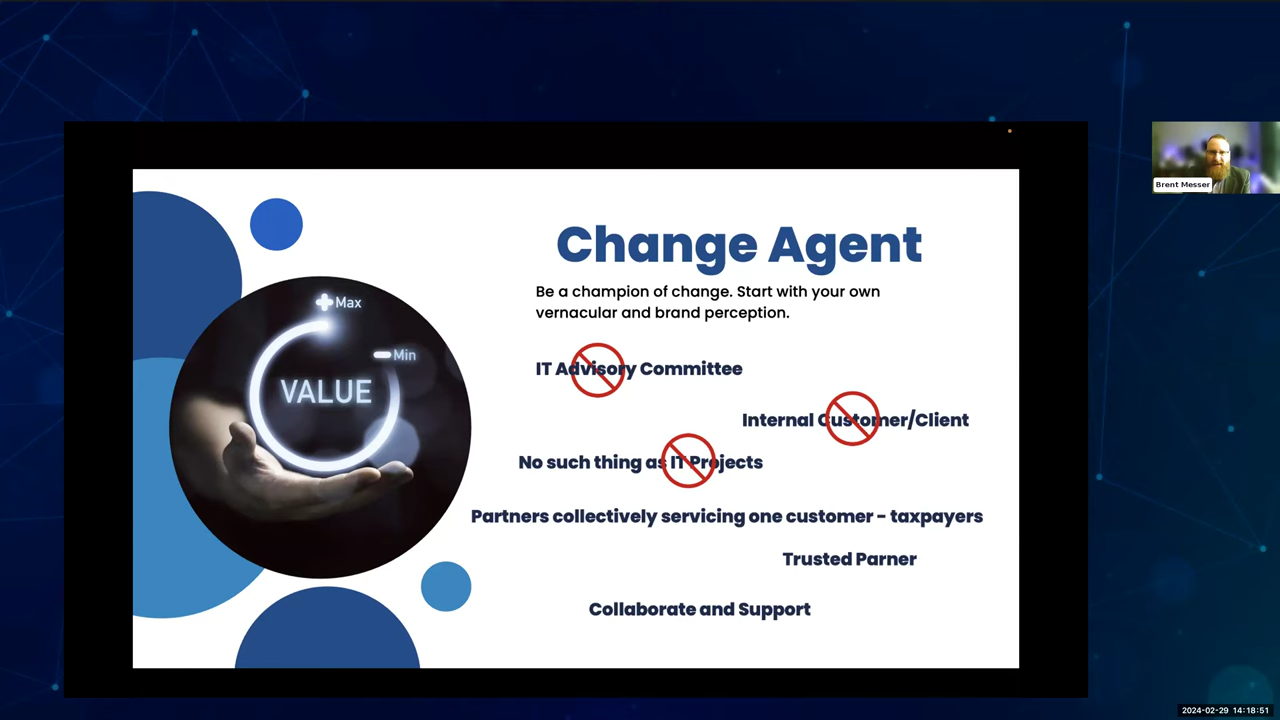 Change Agent
Be a champion of change. Start with your own
vernacular and brand perception.
Max
Min
VALUE
IT Advisory Committee
Internal Customer/Client
No such thing as IT Projects
Partners collectively servicing one customer - taxpayers
Trusted Parner
Collaborate and Support
Brent Messer
2024-02-29 14:18:51